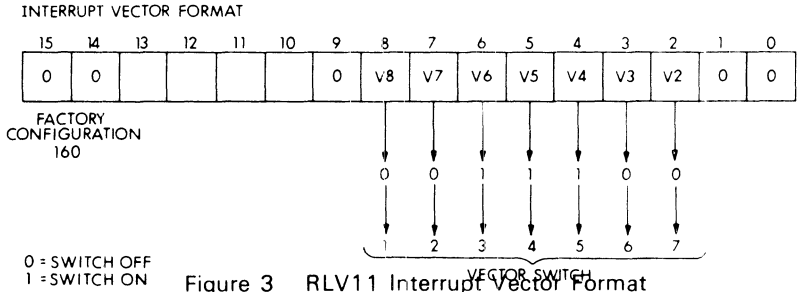 INTERRUPT VECTOR FORMAT
15 14 13 12 11 10 9 8 7 6 5 4 3 2 1 0
0 0 0 V8 V7 V6 V5 V4 V3 V2 0 0
FACTORY
CONFIGURATION
160
0 0 1 1 1 0 0
1 2 3 4 5 6 7
VECTOR SWITCH
0 = SWITCH OFF
1 = SWITCH ON
Figure 3 RLV11 Interrupt Vector Format